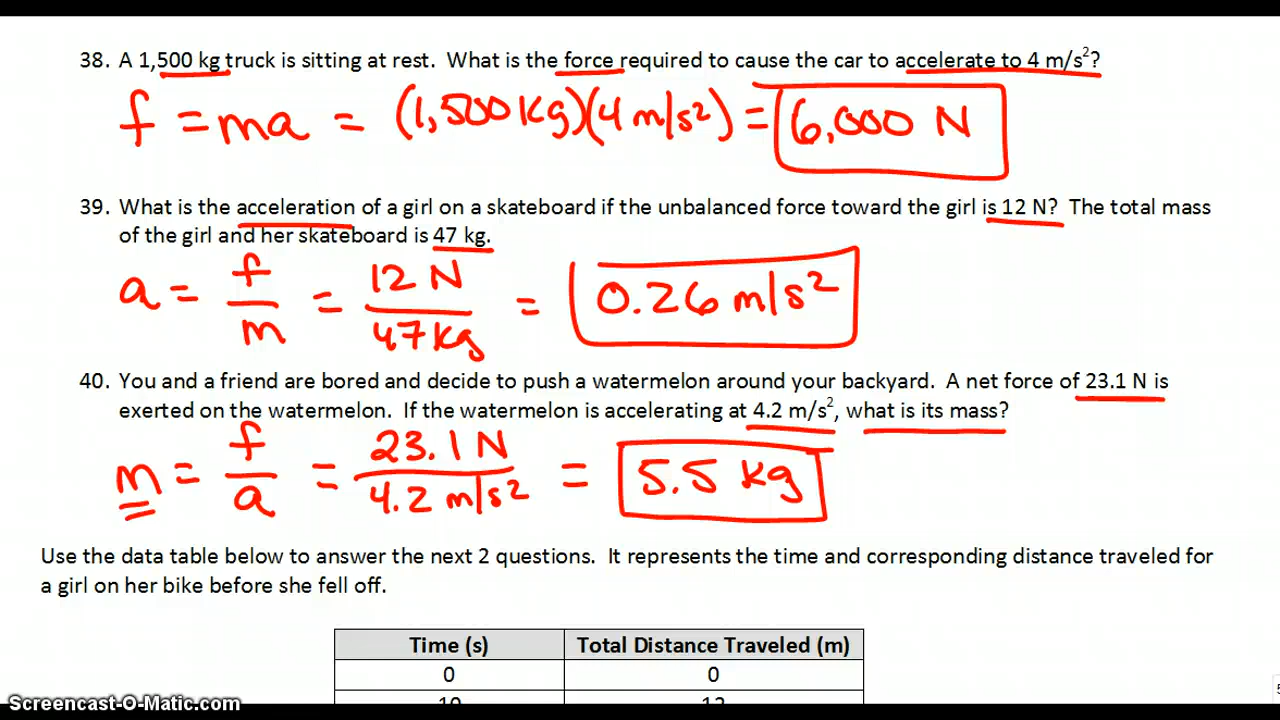 38. A 1,500 kg truck is sitting at rest. What is the force required to cause the car to accelerate to 4 m/s²?
f = ma = (1,500 kg)(4 m/s²) = 6,000 N
39. What is the acceleration of a girl on a skateboard if the unbalanced force toward the girl is 12 N? The total mass
of the girl and her skateboard is 47 kg.
a = f/m = 12 N/47 kg = 0.26 m/s²
40. You and a friend are bored and decide to push a watermelon around your backyard. A net force of 23.1 N is
exerted on the watermelon. If the watermelon is accelerating at 4.2 m/s², what is its mass?
m = f/a = 23.1 N/4.2 m/s² = 5.5 kg
Use the data table below to answer the next 2 questions. It represents the time and corresponding distance traveled for
a girl on her bike before she fell off.
Time (s) Total Distance Traveled (m)
0 0
Screencast-O-Matic.com